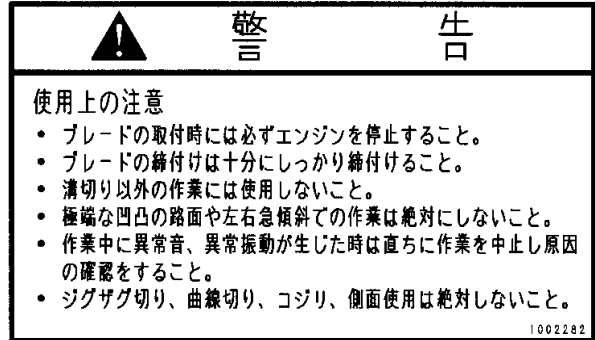 警 告
使用上の注意
• ブレードの取付時には必ずエンジンを停止すること。
• ブレードの締付けは十分にしっかり締付けること。
• 溝切り以外の作業には使用しないこと。
• 極端な凹凸の路面や左右急傾斜での作業は絶対にしないこと。
• 作業中に異常音、異常振動が生じた時は直ちに作業を中止し原因
の確認をすること。
• ジグザグ切り、曲線切り、コジリ、側面使用は絶対しないこと。
1002282